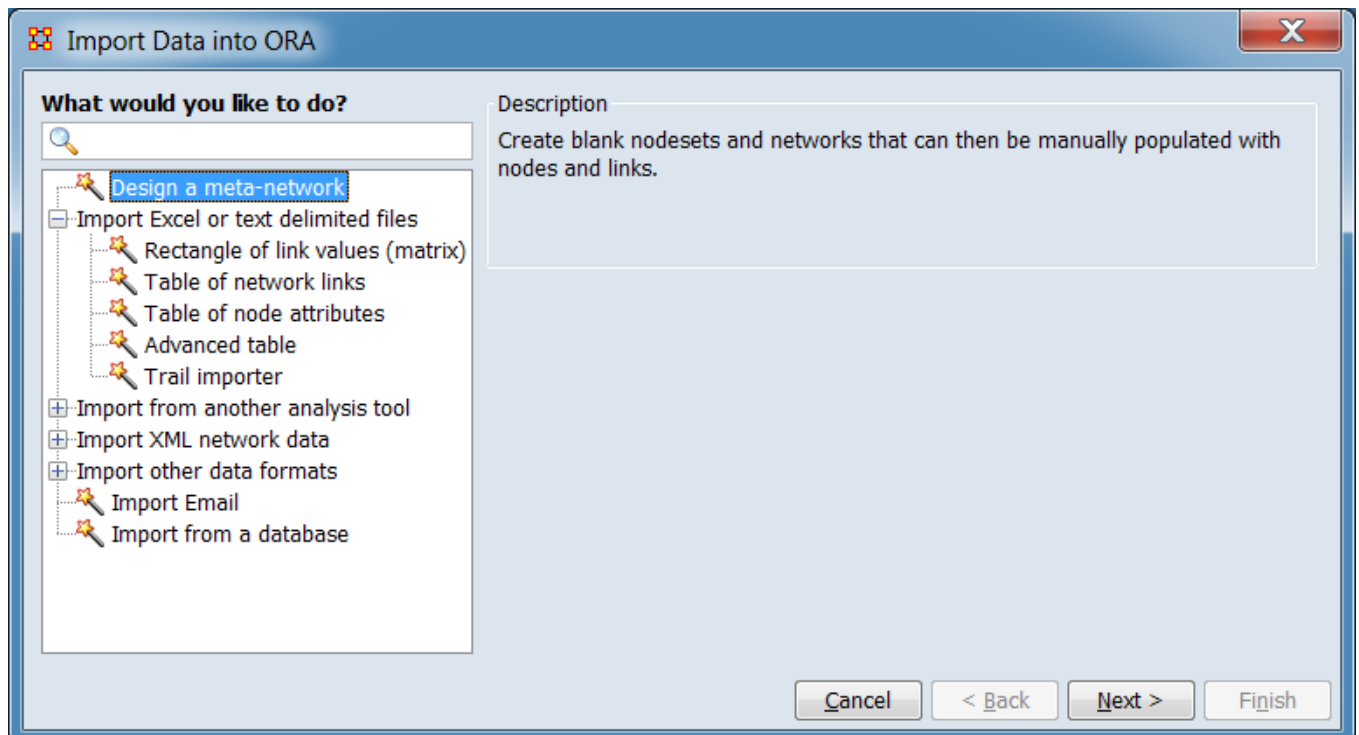 Import Data into ORA
What would you like to do?
Design a meta-network
Import Excel or text delimited files
Rectangle of link values (matrix)
Table of network links
Table of node attributes
Advanced table
Trail importer
Import from another analysis tool
Import XML network data
Import other data formats
Import Email
Import from a database
Description
Create blank nodesets and networks that can then be manually populated with
nodes and links.
Cancel
< Back
Next >
Finish